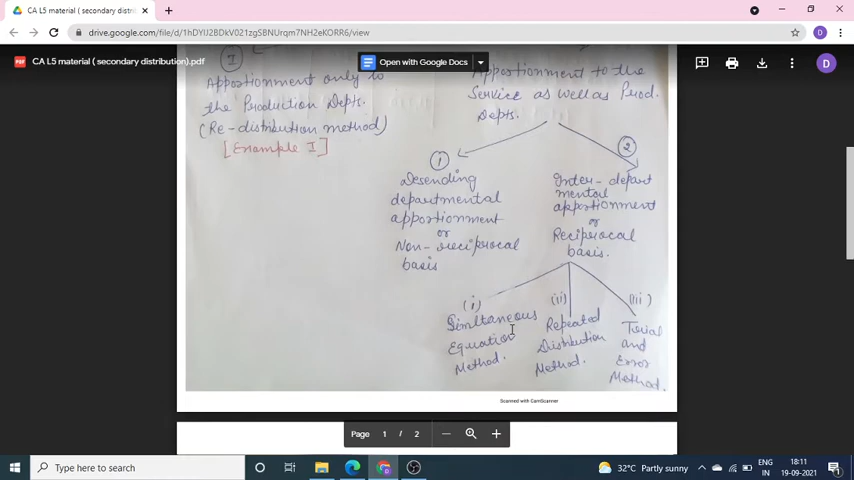 CA L5 material ( secondary distributi
drive.google.com/file/d/1hDYlJ2BDkV021zgSBNUrqm7NH2eKORR6/view
CA L5 material ( secondary distribution).pdf
Open with Google Docs
D
I
Apportionment only to
the Production Depts.
(Re-distribution method)
[Example I]
Apportionment to the
Service as well as Prod.
Depts.
1
Desending
departmental
apportionment
or
Non-reciprocal
basis
2
Inter-depart
mental
apportionment
or
Reciprocal
basis.
(i)
Simltaneous
Equation
Method.
(ii)
Repeated
Distribution
Method.
(iii)
Trial
and
Error
Method.
Scanned with CamScanner
Page 1 / 2
Type here to search
32°C Partly sunny
ENG
IN
18:11
19-09-2021